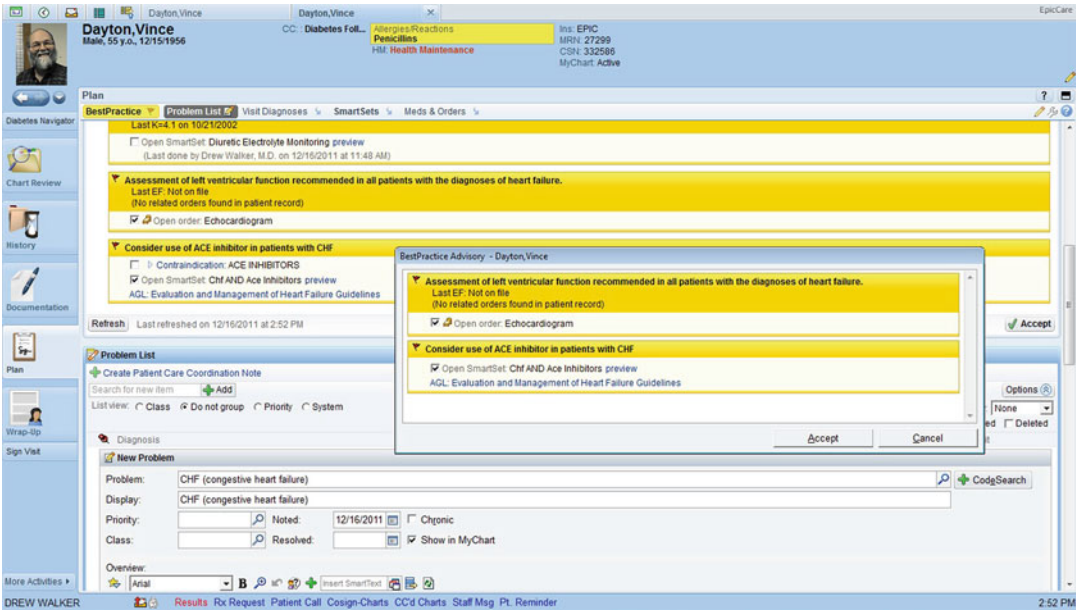 Dayton,Vince
Dayton,Vince
EpicCare
Dayton,Vince
Male, 55 y.o., 12/15/1956
CC: : Diabetes Foll...
Allergies/Reactions
Penicillins
HM: Health Maintenance
Ins: EPIC
MRN: 27299
CSN: 332586
MyChart: Active
Plan
BestPractice Problem List Visit Diagnoses SmartSets Meds & Orders
Diabetes Navigator
Chart Review
History
Documentation
Plan
Wrap-Up
Sign Visit
More Activities
Last K=4.1 on 10/21/2002
Open SmartSet: Diuretic Electrolyte Monitoring preview
(Last done by Drew Walker, M.D. on 12/16/2011 at 11:48 AM)
Assessment of left ventricular function recommended in all patients with the diagnoses of heart failure.
Last EF: Not on file
(No related orders found in patient record)
Open order: Echocardiogram
Consider use of ACE inhibitor in patients with CHF
Contraindication: ACE INHIBITORS
Open SmartSet: Chf AND Ace Inhibitors preview
AGL: Evaluation and Management of Heart Failure Guidelines
Refresh Last refreshed on 12/16/2011 at 2:52 PM
Accept
BestPractice Advisory - Dayton,Vince
Assessment of left ventricular function recommended in all patients with the diagnoses of heart failure.
Last EF: Not on file
(No related orders found in patient record)
Open order: Echocardiogram
Consider use of ACE inhibitor in patients with CHF
Open SmartSet: Chf AND Ace Inhibitors preview
AGL: Evaluation and Management of Heart Failure Guidelines
Accept Cancel
Problem List
Create Patient Care Coordination Note
Search for new item Add
Options
List view: Class Do not group Priority System
None
ed Deleted
Diagnosis
New Problem
Problem: CHF (congestive heart failure)
CodeSearch
Display: CHF (congestive heart failure)
Priority: Noted: 12/16/2011 Chronic
Class: Resolved: Show in MyChart
Overview:
Arial B Insert SmartText
DREW WALKER
Results Rx Request Patient Call Cosign-Charts CC'd Charts Staff Msg Pt. Reminder
2:52 PM